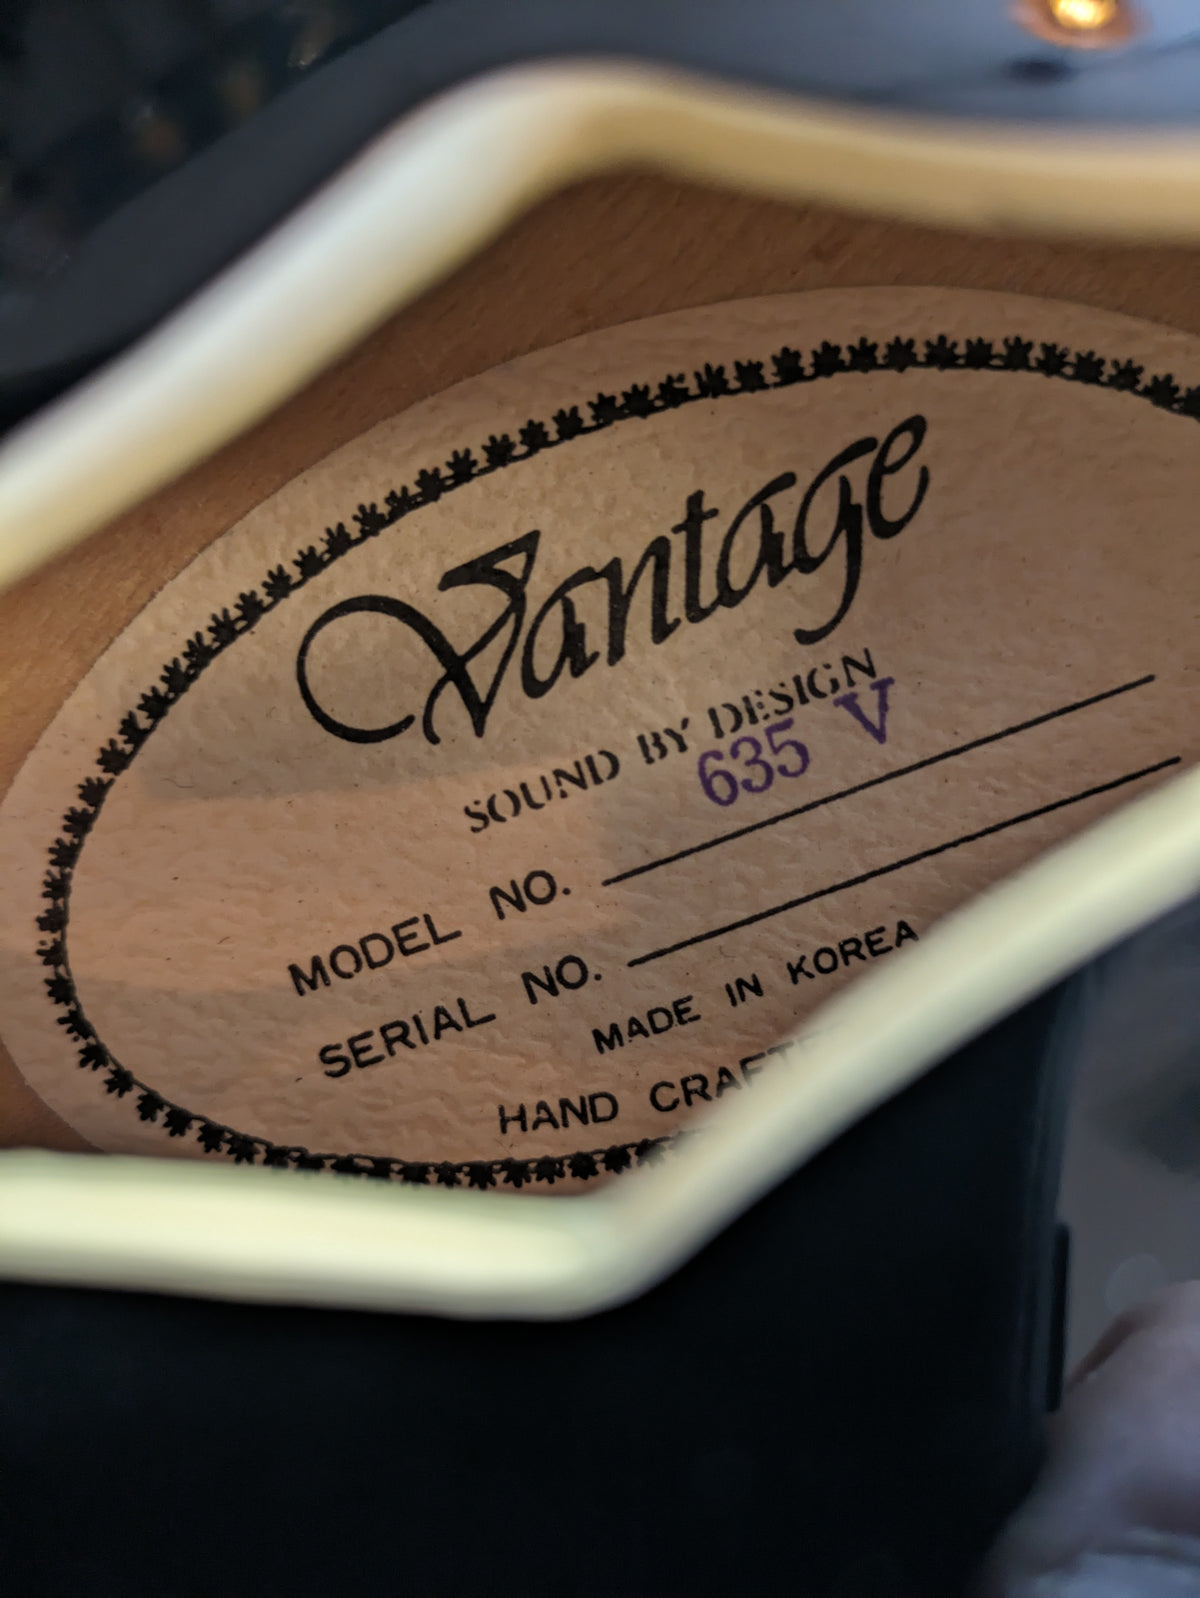 Vantage
SOUND BY DESIGN
635 V
MODEL NO.
SERIAL NO.
MADE IN KOREA
HAND